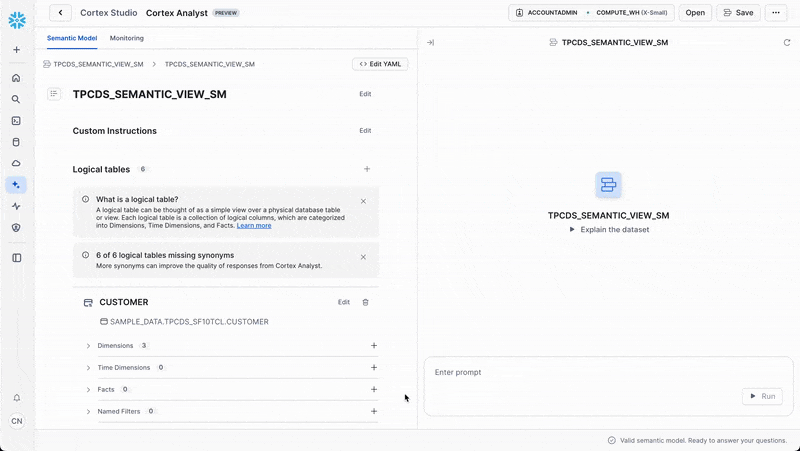 Cortex Studio Cortex Analyst PREVIEW
ACCOUNTADMIN • COMPUTE_WH (X-Small) Open Save ...
Semantic Model Monitoring
TPCDS_SEMANTIC_VIEW_SM > TPCDS_SEMANTIC_VIEW_SM <> Edit YAML
TPCDS_SEMANTIC_VIEW_SM Edit
Custom Instructions Edit
Logical tables 6 +
What is a logical table?
A logical table can be thought of as a simple view over a physical database table
or view. Each logical table is a collection of logical columns, which are categorized
into Dimensions, Time Dimensions, and Facts. Learn more
6 of 6 logical tables missing synonyms
More synonyms can improve the quality of responses from Cortex Analyst.
CUSTOMER Edit
SAMPLE_DATA.TPCDS_SF10TCL.CUSTOMER
Dimensions 3 +
Time Dimensions 0 +
Facts 0 +
Named Filters 0 +
CN
TPCDS_SEMANTIC_VIEW_SM
TPCDS_SEMANTIC_VIEW_SM
Explain the dataset
Enter prompt
Run
Valid semantic model. Ready to answer your questions.